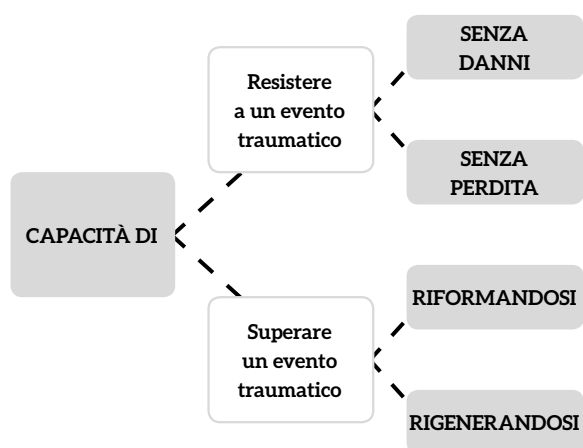 CAPACITÀ DI
Resistere
a un evento
traumatico
SENZA
DANNI
SENZA
PERDITA
Superare
un evento
traumatico
RIFORMANDOSI
RIGENERANDOSI